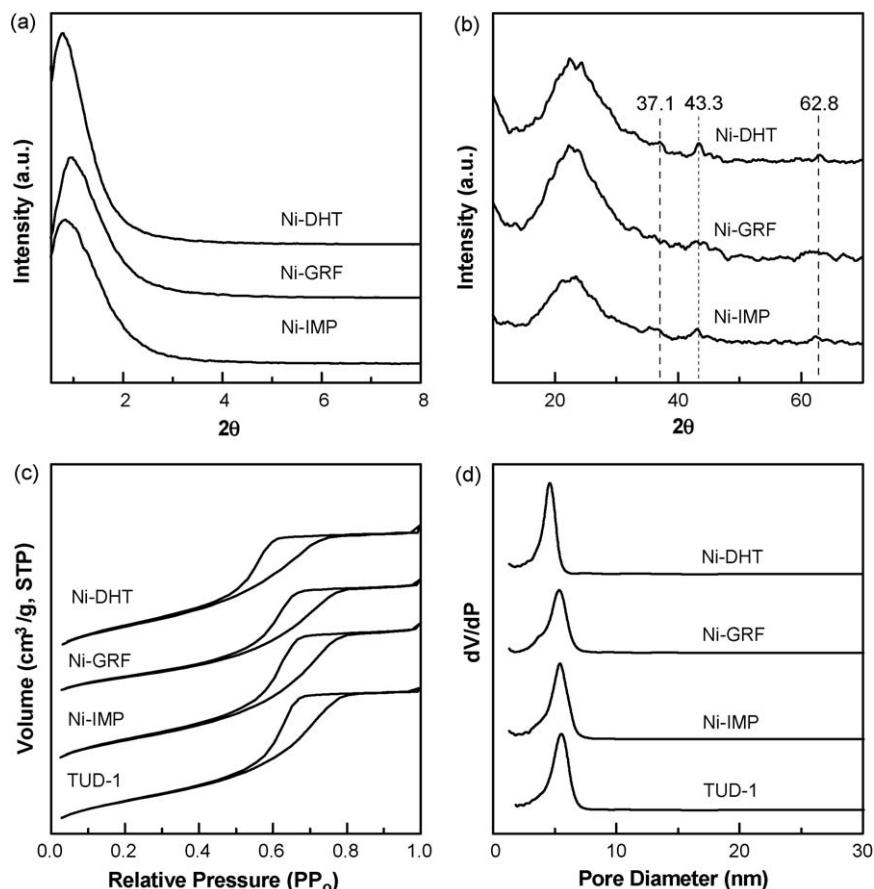 (a)
Intensity (a.u.)
Ni-DHT
Ni-GRF
Ni-IMP
2 4 6 8
2θ
(b)
Intensity (a.u.)
37.1 43.3 62.8
Ni-DHT
Ni-GRF
Ni-IMP
20 40 60
2θ
(c)
Volume (cm³/g, STP)
Ni-DHT
Ni-GRF
Ni-IMP
TUD-1
0.0 0.2 0.4 0.6 0.8 1.0
Relative Pressure (PP₀)
(d)
dV/dP
Ni-DHT
Ni-GRF
Ni-IMP
TUD-1
0 10 20 30
Pore Diameter (nm)